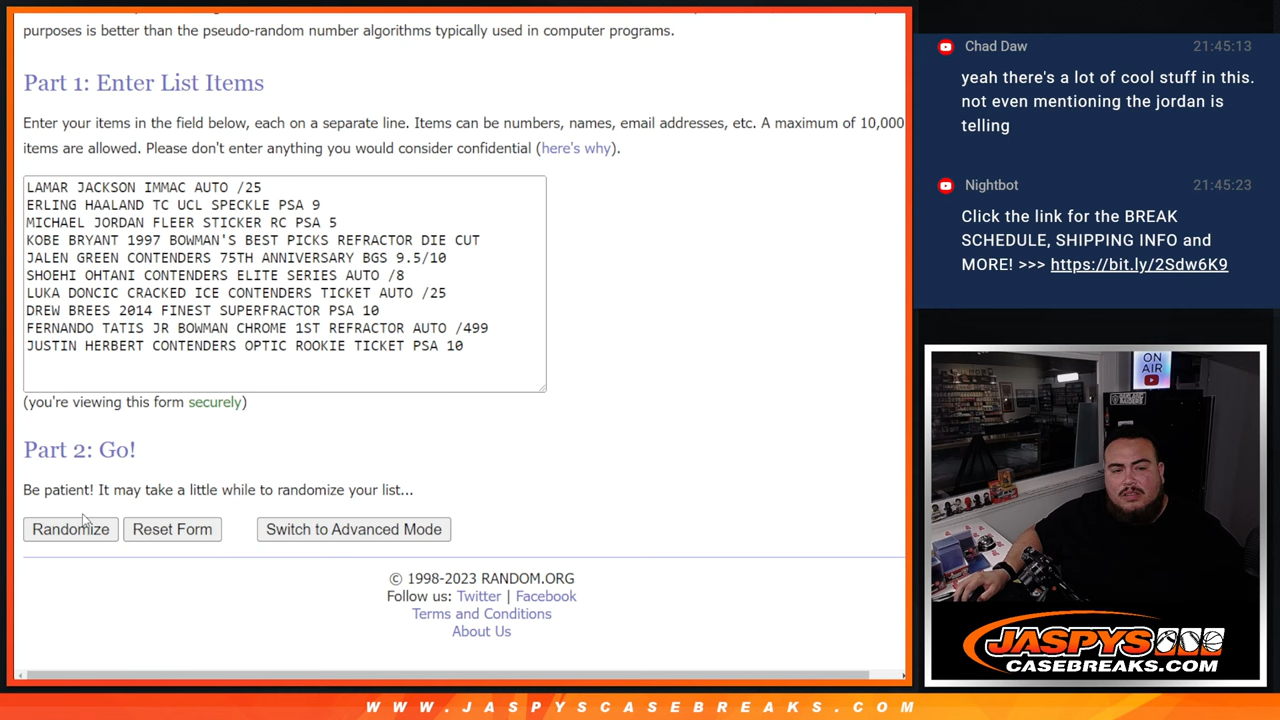 purposes is better than the pseudo-random number algorithms typically used in computer programs.
Part 1: Enter List Items
Enter your items in the field below, each on a separate line. Items can be numbers, names, email addresses, etc. A maximum of 10,000
items are allowed. Please don't enter anything you would consider confidential (here's why).
LAMAR JACKSON IMMAC AUTO /25
ERLING HAALAND TC UCL SPECKLE PSA 9
MICHAEL JORDAN FLEER STICKER RC PSA 5
KOBE BRYANT 1997 BOWMAN'S BEST PICKS REFRACTOR DIE CUT
JALEN GREEN CONTENDERS 75TH ANNIVERSARY BGS 9.5/10
SHOEHI OHTANI CONTENDERS ELITE SERIES AUTO /8
LUKA DONCIC CRACKED ICE CONTENDERS TICKET AUTO /25
DREW BREES 2014 FINEST SUPERFRACTOR PSA 10
FERNANDO TATIS JR BOWMAN CHROME 1ST REFRACTOR AUTO /499
JUSTIN HERBERT CONTENDERS OPTIC ROOKIE TICKET PSA 10
(you're viewing this form securely)
Part 2: Go!
Be patient! It may take a little while to randomize your list...
Randomize Reset Form Switch to Advanced Mode
© 1998-2023 RANDOM.ORG
Follow us: Twitter | Facebook
Terms and Conditions
About Us
Chad Daw 21:45:13
yeah there's a lot of cool stuff in this.
not even mentioning the jordan is
telling
Nightbot 21:45:23
Click the link for the BREAK
SCHEDULE, SHIPPING INFO and
MORE! >>> https://bit.ly/2Sdw6K9
ON
AIR
JASPYS
CASEBREAKS.COM
WWW.JASPYSCASEBREAKS.COM